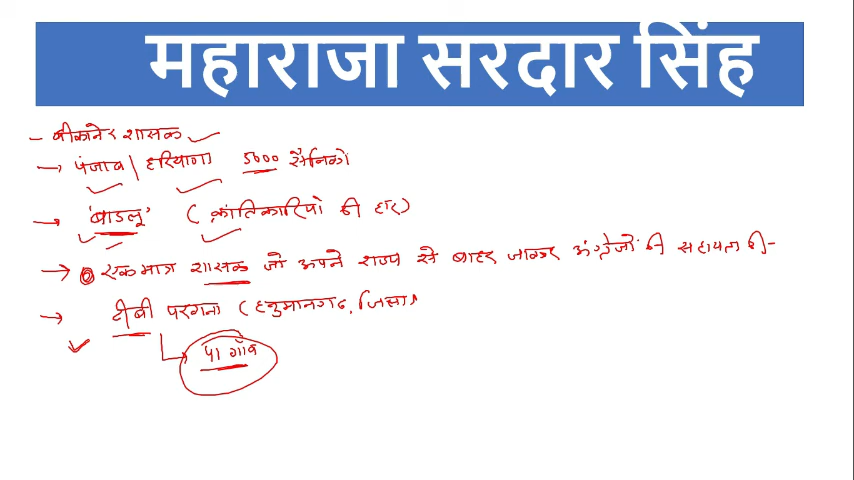 महाराजा सरदार सिंह
- बीकानेर शासक
→ पंजाब / हरियाणा 5000 सैनिकों
→ 'बाडलू' (क्रांतिकारियो की हार)
→ एकमात्र शासक जो अपने राज्य से बाहर जाकर अंग्रेजों की सहायता की-
→ टीबी परगना (हनुमानगढ़ जिला)
41 गाँव